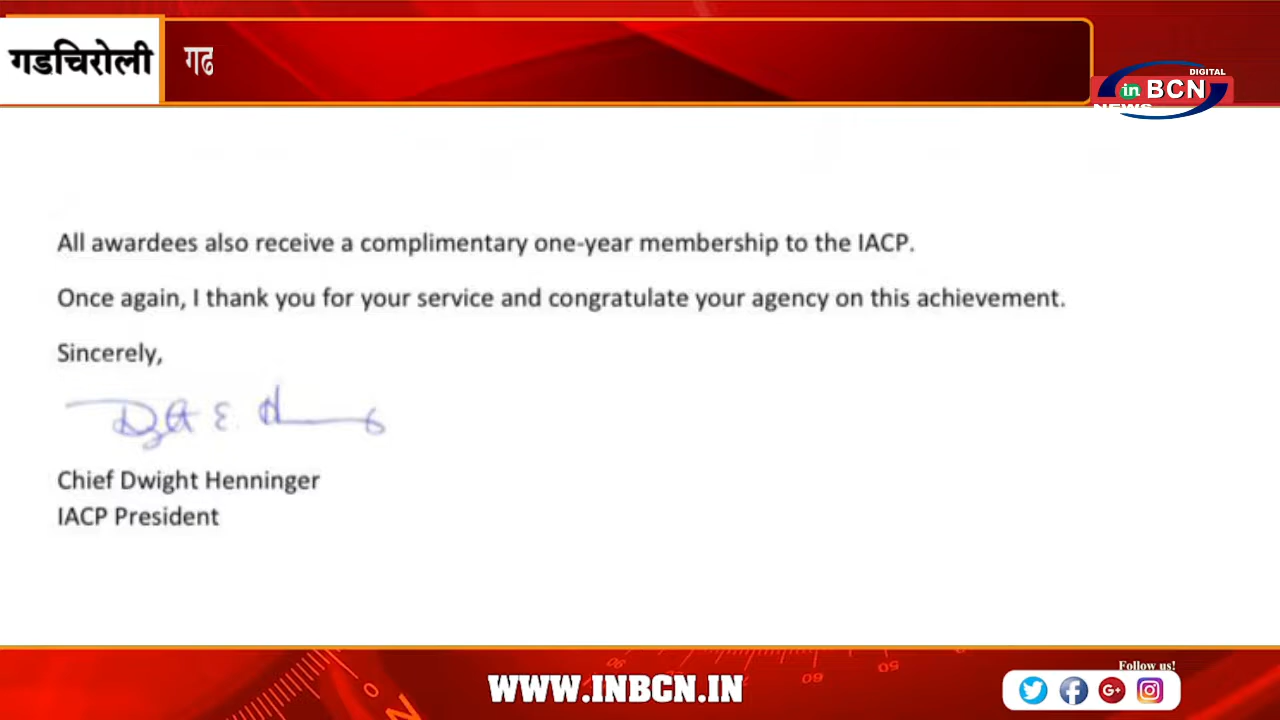 गडचिरोली
गढ
DIGITAL
in BCN
NEWS
All awardees also receive a complimentary one-year membership to the IACP.
Once again, I thank you for your service and congratulate your agency on this achievement.
Sincerely,
Chief Dwight Henninger
IACP President
WWW.INBCN.IN
Follow us!